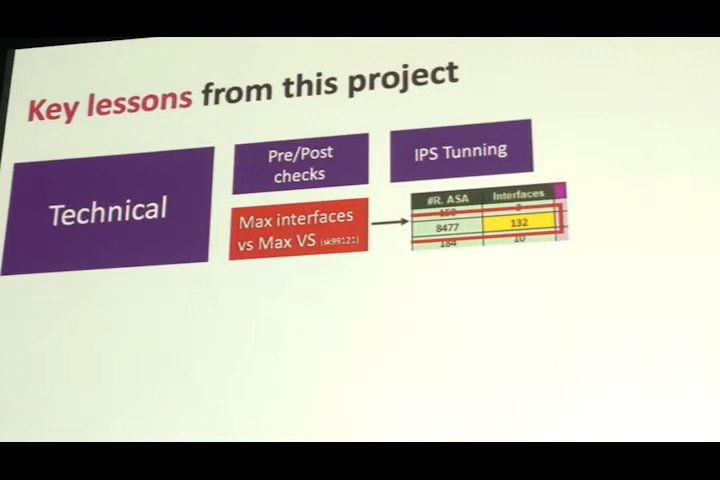 Key lessons from this project
Technical
Pre/Post
checks
IPS Tunning
Max interfaces
vs Max VS (sk99121)
#R. ASA Interfaces
8477 132
184 10